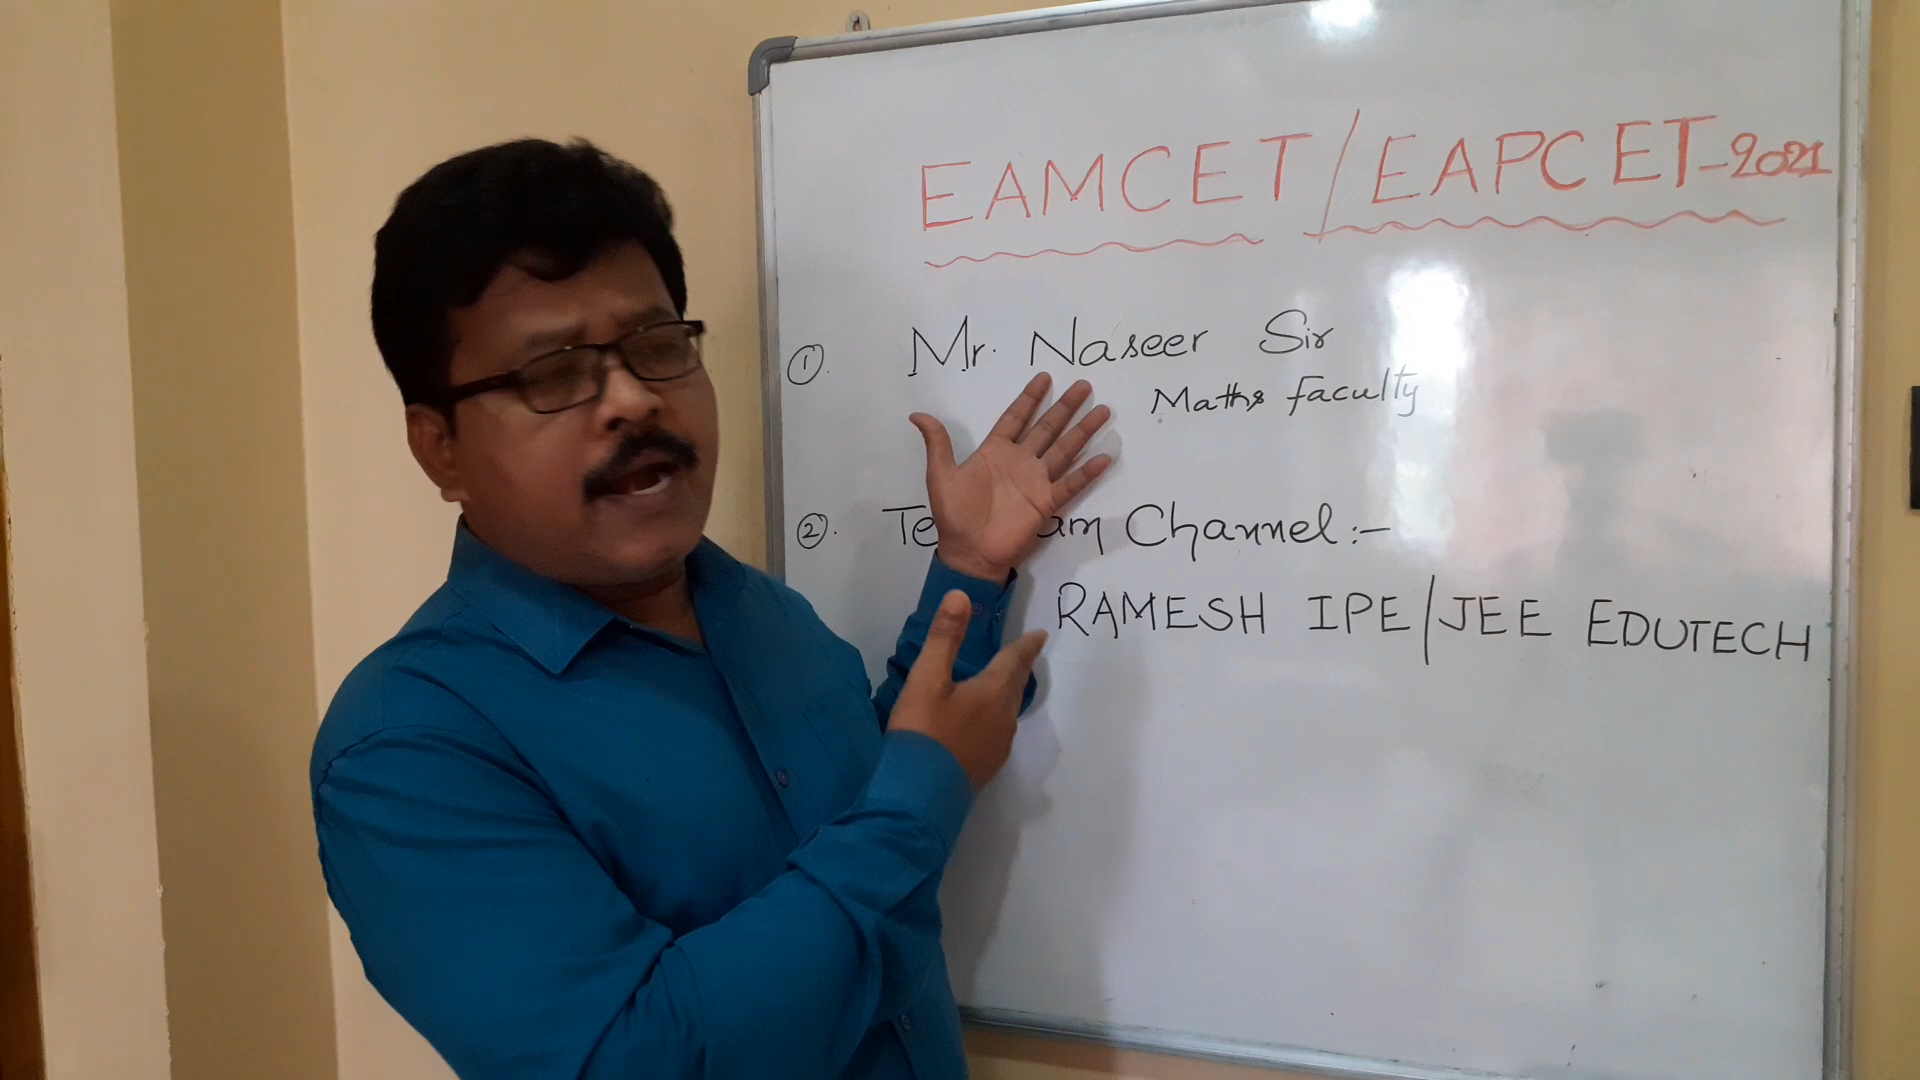 EAMCET/EAPCET-2021
①. Mr. Naseer Sir
Maths faculty
②. Channel:-
RAMESH IPE/JEE EDUTECH